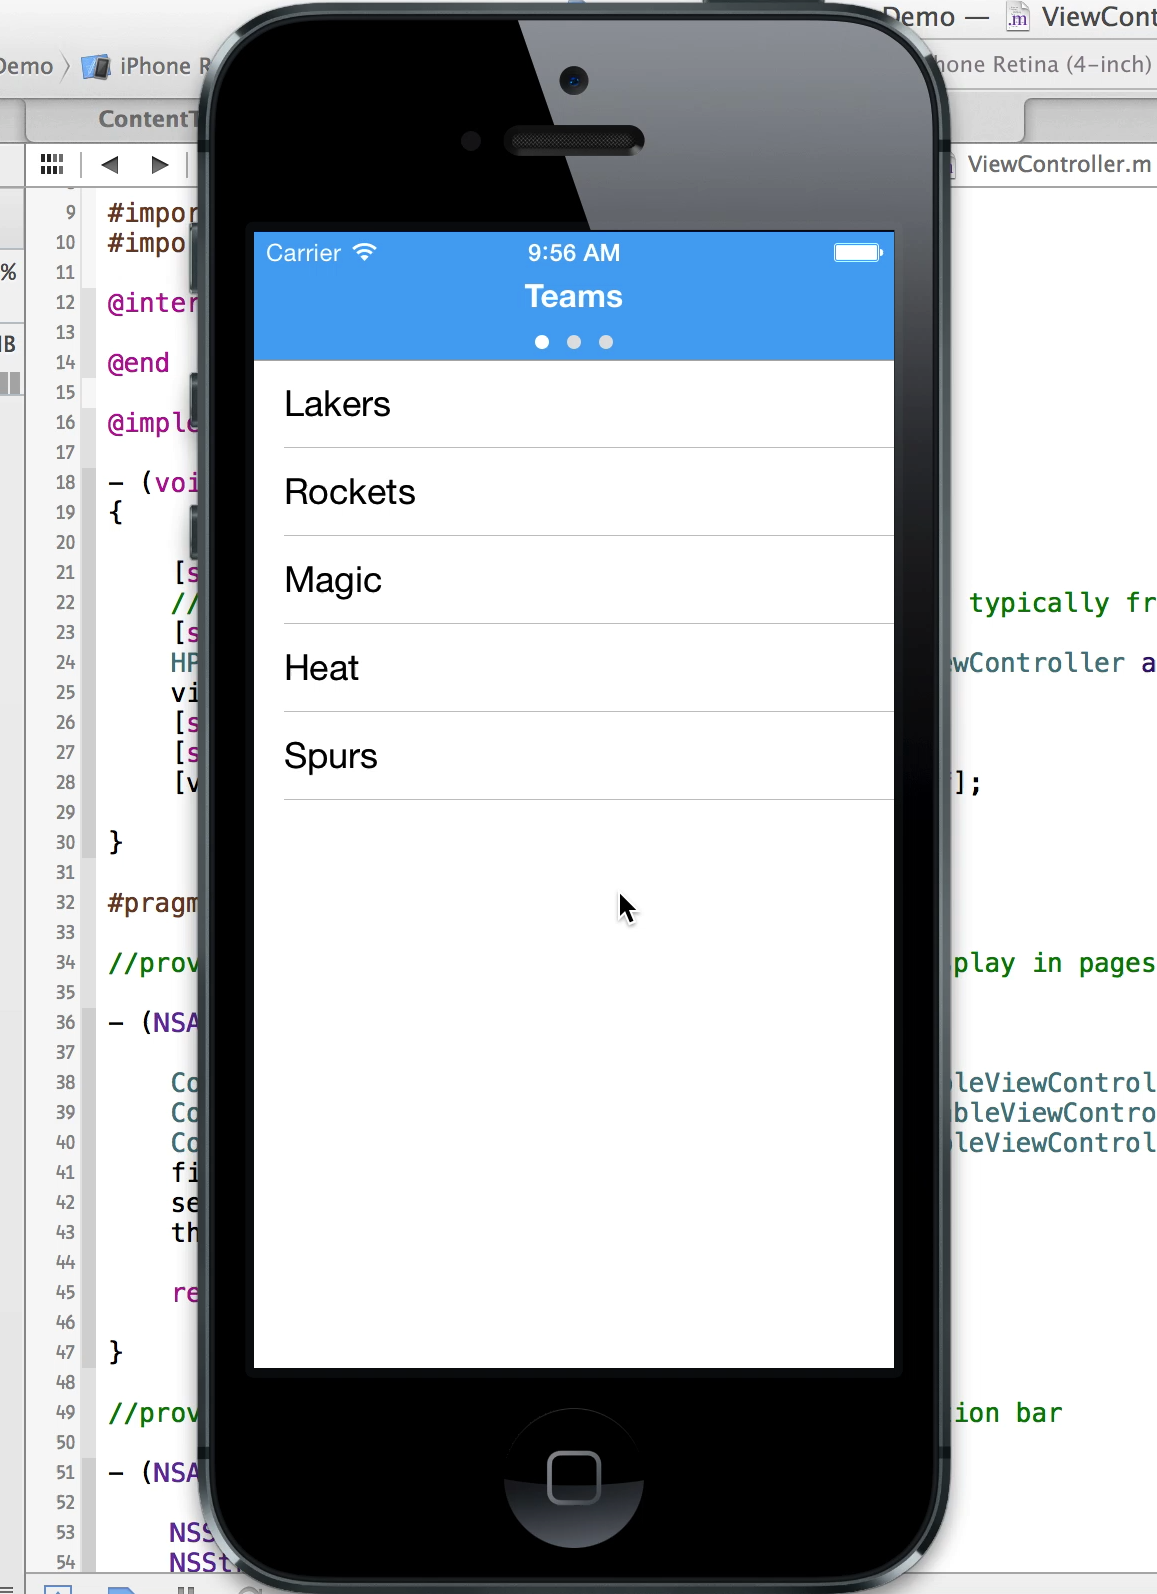 Demo — ViewCont
Demo iPhone R hone Retina (4-inch)
ContentT
ViewController.m
%
IB
9 #impor
10 #impo
11
12 @inter
13
14 @end
15
16 @imple
17
18 - (voi
19 {
20
21 [s
22 // typically fr
23 [s
24 HP wController a
25 vi
26 [s
27 [s
28 [v ];
29
30 }
31
32 #pragm
33
34 //prov play in pages
35
36 - (NSA
37
38 Co leViewControl
39 Co bleViewContro
40 Co leViewControl
41 fi
42 se
43 th
44
45 re
46
47 }
48
49 //prov ion bar
50
51 - (NSA
52
53 NSS
54 NSSt
Carrier 9:56 AM
Teams
Lakers
Rockets
Magic
Heat
Spurs